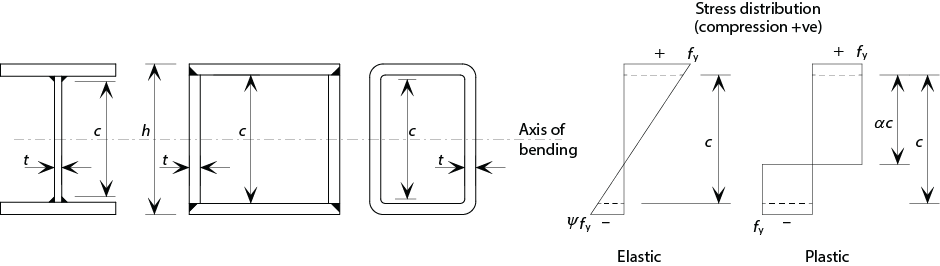 Stress distribution
(compression +ve)
+ fy
+ fy
c
h
c
c
αc
c
c
Axis of
bending
t
t
t
ψfy −
fy −
Elastic
Plastic